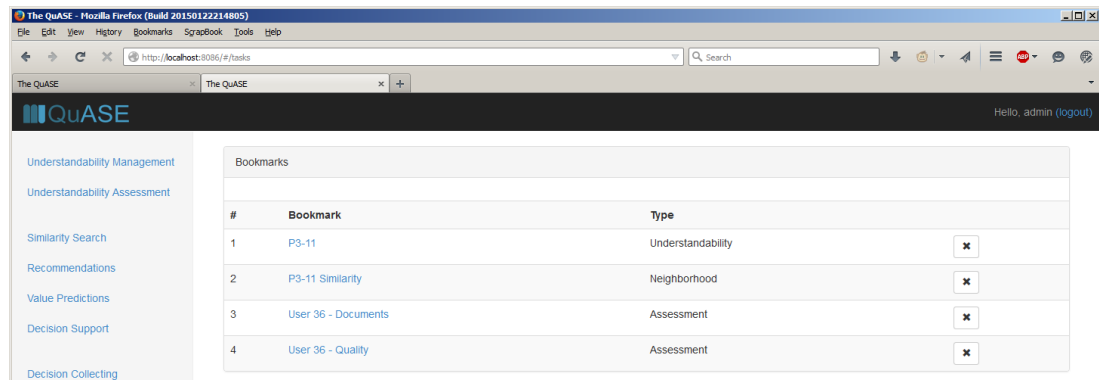 The QuASE - Mozilla Firefox (Build 20150122214805)
File Edit View History Bookmarks ScrapBook Tools Help
http://localhost:8086/#/tasks
Search
ABP
The QuASE
The QuASE
QuASE
Hello, admin (logout)
Understandability Management
Understandability Assessment
Similarity Search
Recommendations
Value Predictions
Decision Support
Decision Collecting
Bookmarks
# Bookmark Type
1 P3-11 Understandability
2 P3-11 Similarity Neighborhood
3 User 36 - Documents Assessment
4 User 36 - Quality Assessment